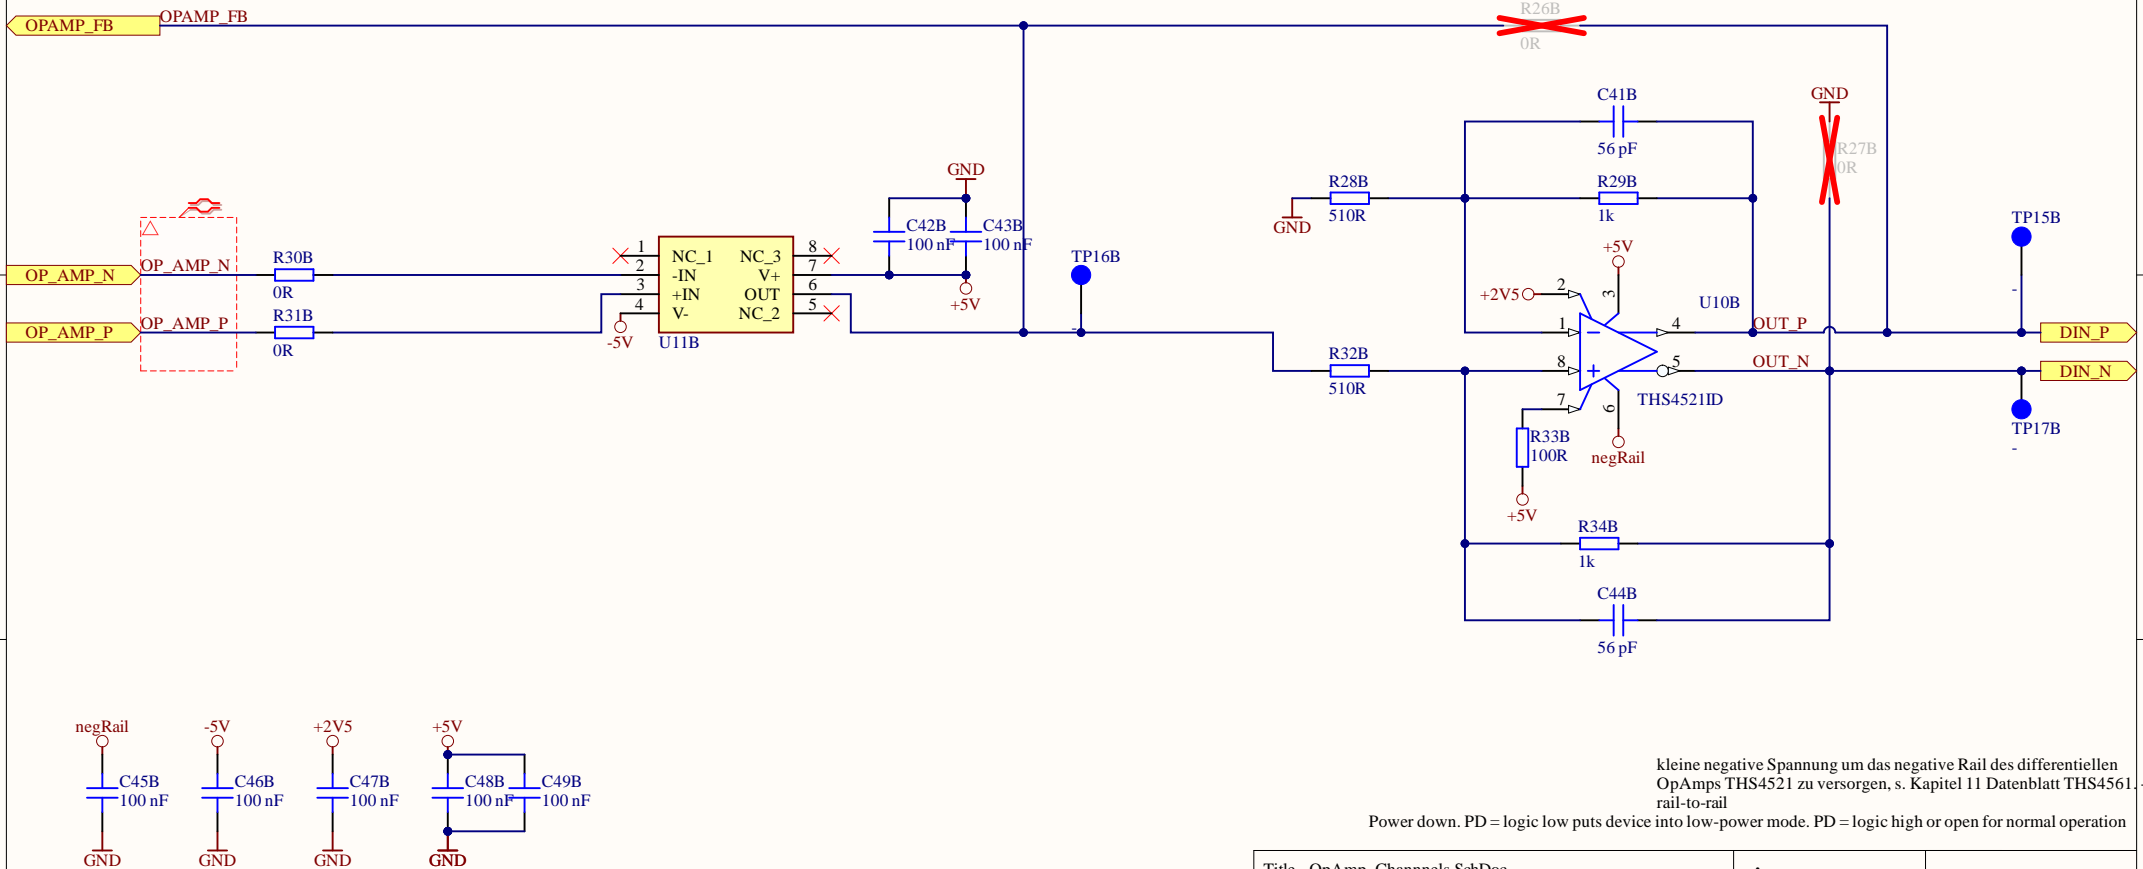 OPAMP_FB
OPAMP_FB
R26B
0R
C41B
56 pF
GND
R27B
0R
GND
R28B
510R
GND
R29B
1k
C42B
100 nF
C43B
100 nF
+5V
TP15B
-
OP_AMP_N
OP_AMP_N
R30B
0R
OP_AMP_P
OP_AMP_P
R31B
0R
1
2
3
4
NC_1
-IN
+IN
V-
NC_3
V+
OUT
NC_2
8
7
6
5
-5V
U11B
TP16B
-
+5V
+2V5
2
3
U10B
1
4
OUT_P
DIN_P
R32B
510R
8
5
OUT_N
DIN_N
7
6
THS4521ID
R33B
100R
negRail
+5V
TP17B
-
R34B
1k
C44B
56 pF
negRail
-5V
+2V5
+5V
C45B
100 nF
C46B
100 nF
C47B
100 nF
C48B
100 nF
C49B
100 nF
GND
GND
GND
GND
kleine negative Spannung um das negative Rail des differentiellen
OpAmps THS4521 zu versorgen, s. Kapitel 11 Datenblatt THS4561. -
rail-to-rail
Power down. PD = logic low puts device into low-power mode. PD = logic high or open for normal operation
Title OpAmp_Channels.SchDoc